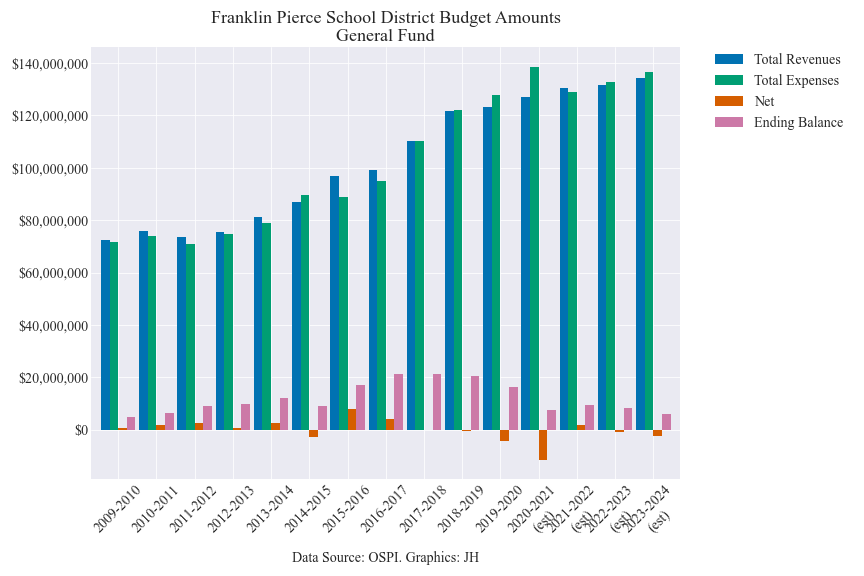 Franklin Pierce School District Budget Amounts
General Fund
$140,000,000
$120,000,000
$100,000,000
$80,000,000
$60,000,000
$40,000,000
$20,000,000
$0
Total Revenues
Total Expenses
Net
Ending Balance
2009-2010
2010-2011
2011-2012
2012-2013
2013-2014
2014-2015
2015-2016
2016-2017
2017-2018
2018-2019
2019-2020
2020-2021
(est)
2021-2022
(est)
2022-2023
(est)
2023-2024
(est)
Data Source: OSPI. Graphics: JH